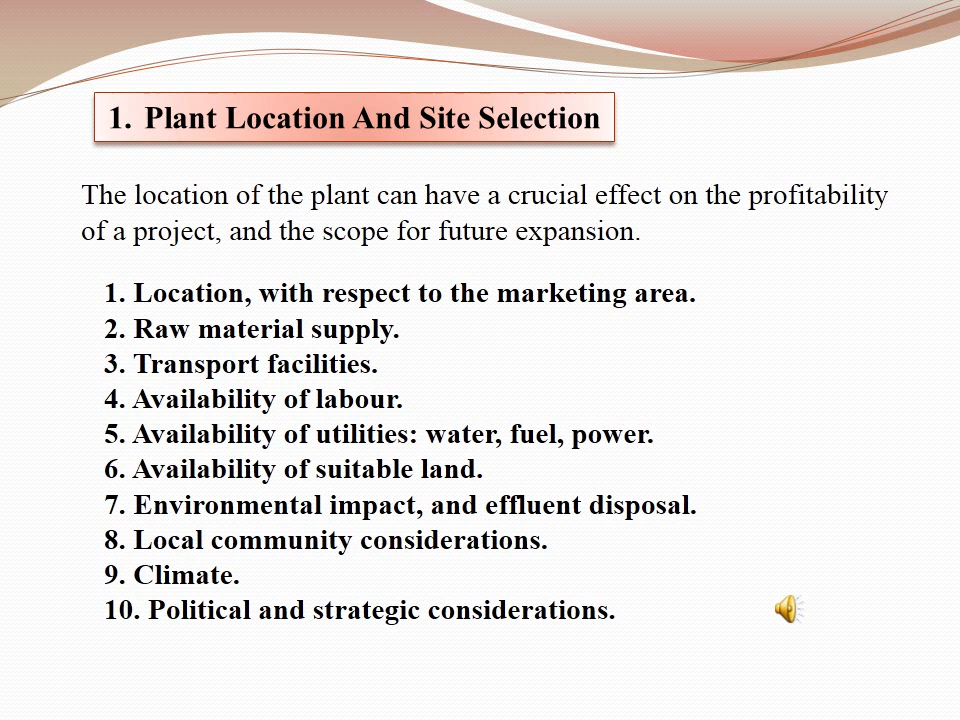 1. Plant Location And Site Selection
The location of the plant can have a crucial effect on the profitability
of a project, and the scope for future expansion.
1. Location, with respect to the marketing area.
2. Raw material supply.
3. Transport facilities.
4. Availability of labour.
5. Availability of utilities: water, fuel, power.
6. Availability of suitable land.
7. Environmental impact, and effluent disposal.
8. Local community considerations.
9. Climate.
10. Political and strategic considerations.